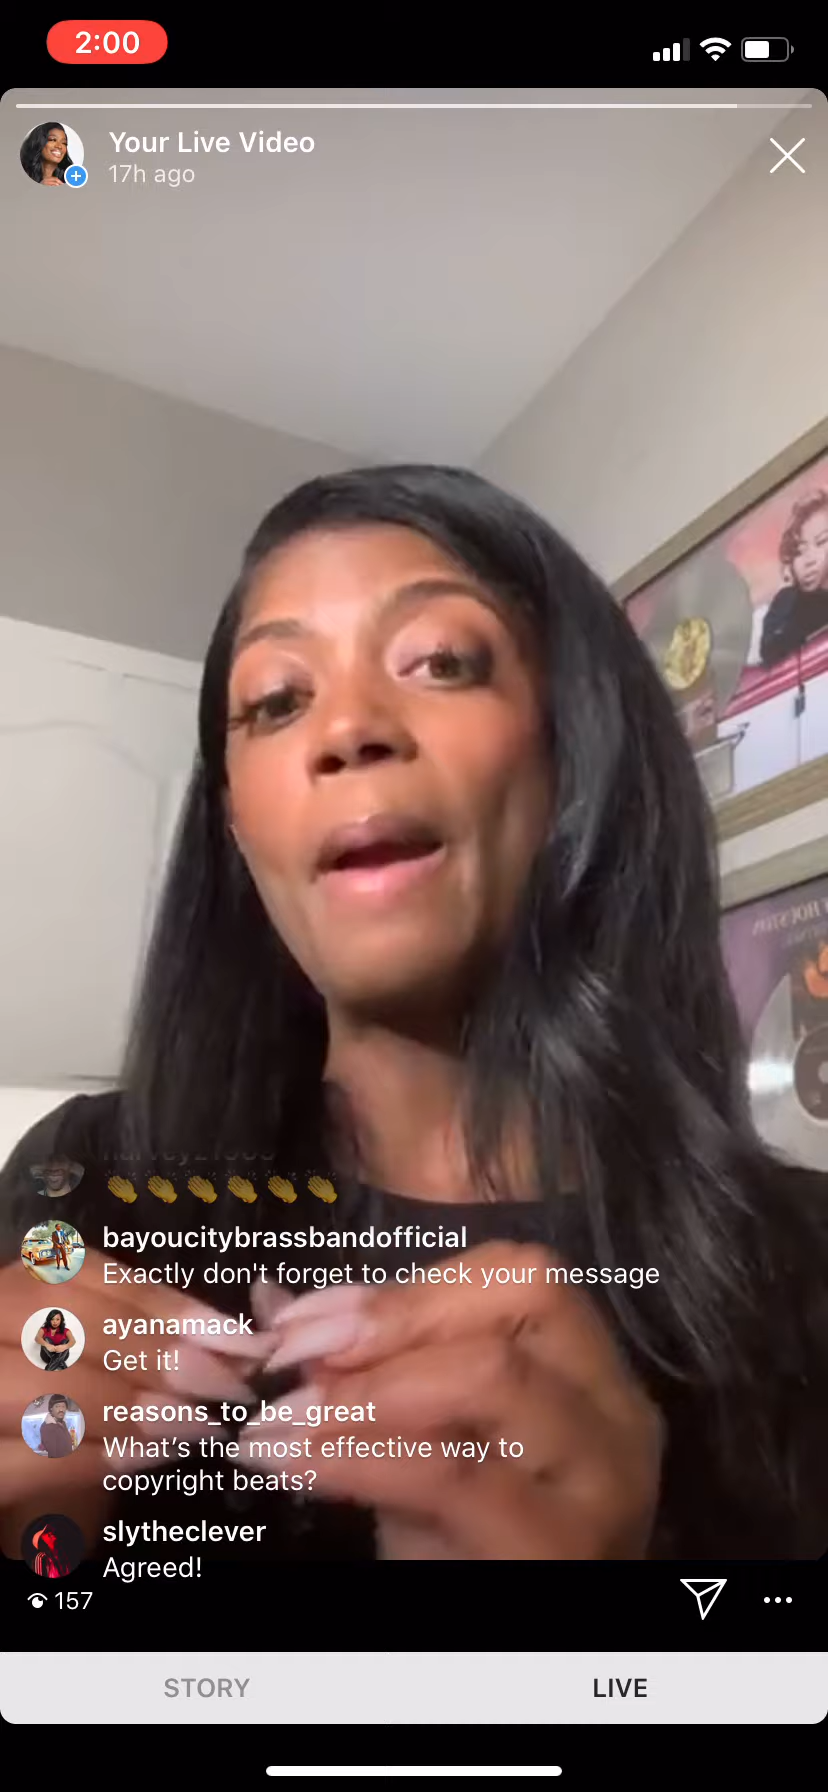 2:00
Your Live Video
17h ago
👏👏👏👏👏👏
bayoucitybrassbandofficial
Exactly don't forget to check your message
ayanamack
Get it!
reasons_to_be_great
What's the most effective way to
copyright beats?
slytheclever
Agreed!
157
STORY
LIVE